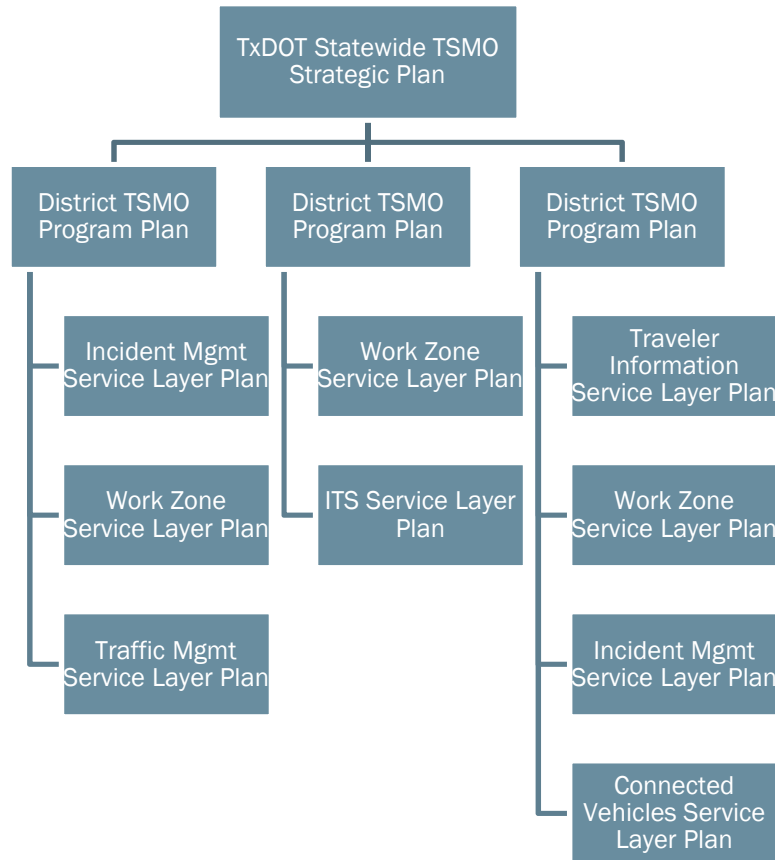 TxDOT Statewide TSMO
Strategic Plan
District TSMO
Program Plan
District TSMO
Program Plan
District TSMO
Program Plan
Incident Mgmt
Service Layer Plan
Work Zone
Service Layer Plan
Traffic Mgmt
Service Layer Plan
Work Zone
Service Layer Plan
ITS Service Layer
Plan
Traveler
Information
Service Layer Plan
Work Zone
Service Layer Plan
Incident Mgmt
Service Layer Plan
Connected
Vehicles Service
Layer Plan